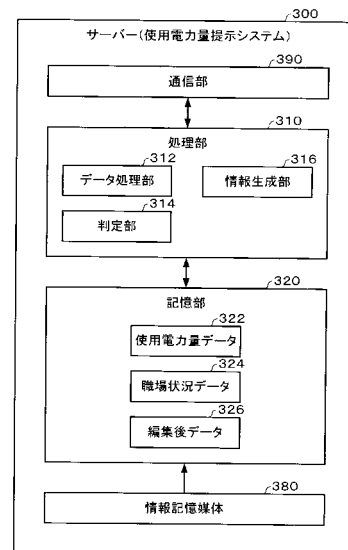 300
サーバー(使用電力量提示システム)
390
通信部
310
処理部
312
データ処理部
316
情報生成部
314
判定部
320
記憶部
322
使用電力量データ
324
職場状況データ
326
編集後データ
380
情報記憶媒体